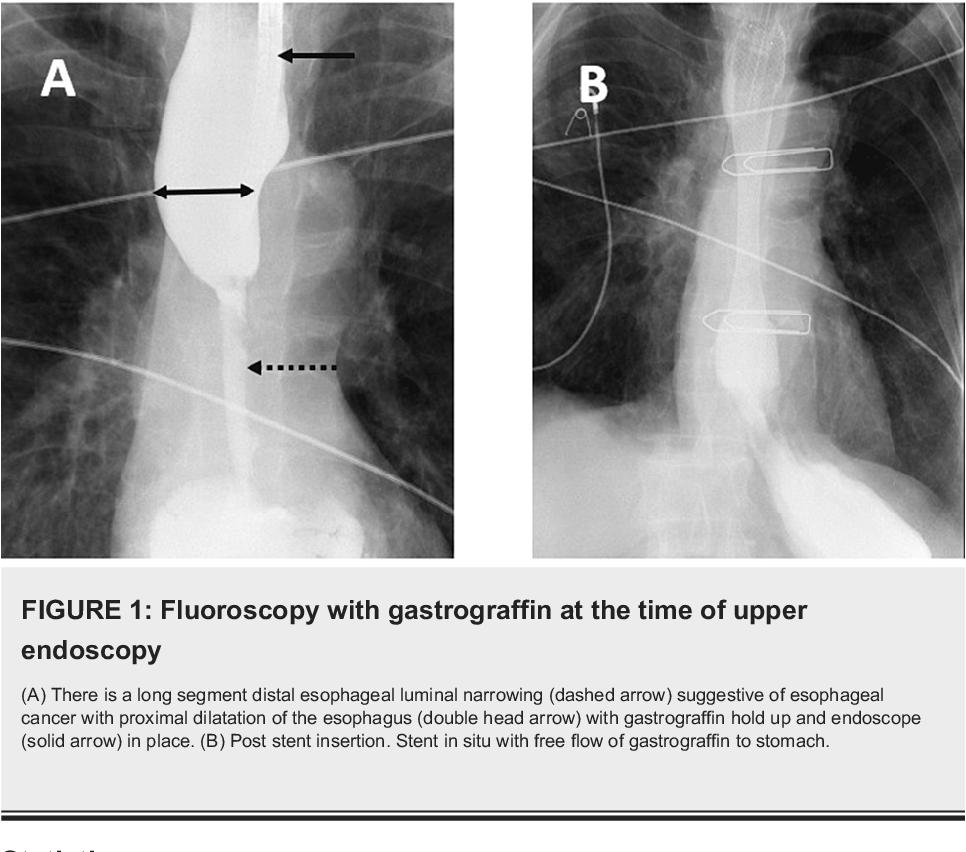 A
B
FIGURE 1: Fluoroscopy with gastrograffin at the time of upper
endoscopy
(A) There is a long segment distal esophageal luminal narrowing (dashed arrow) suggestive of esophageal
cancer with proximal dilatation of the esophagus (double head arrow) with gastrograffin hold up and endoscope
(solid arrow) in place. (B) Post stent insertion. Stent in situ with free flow of gastrograffin to stomach.